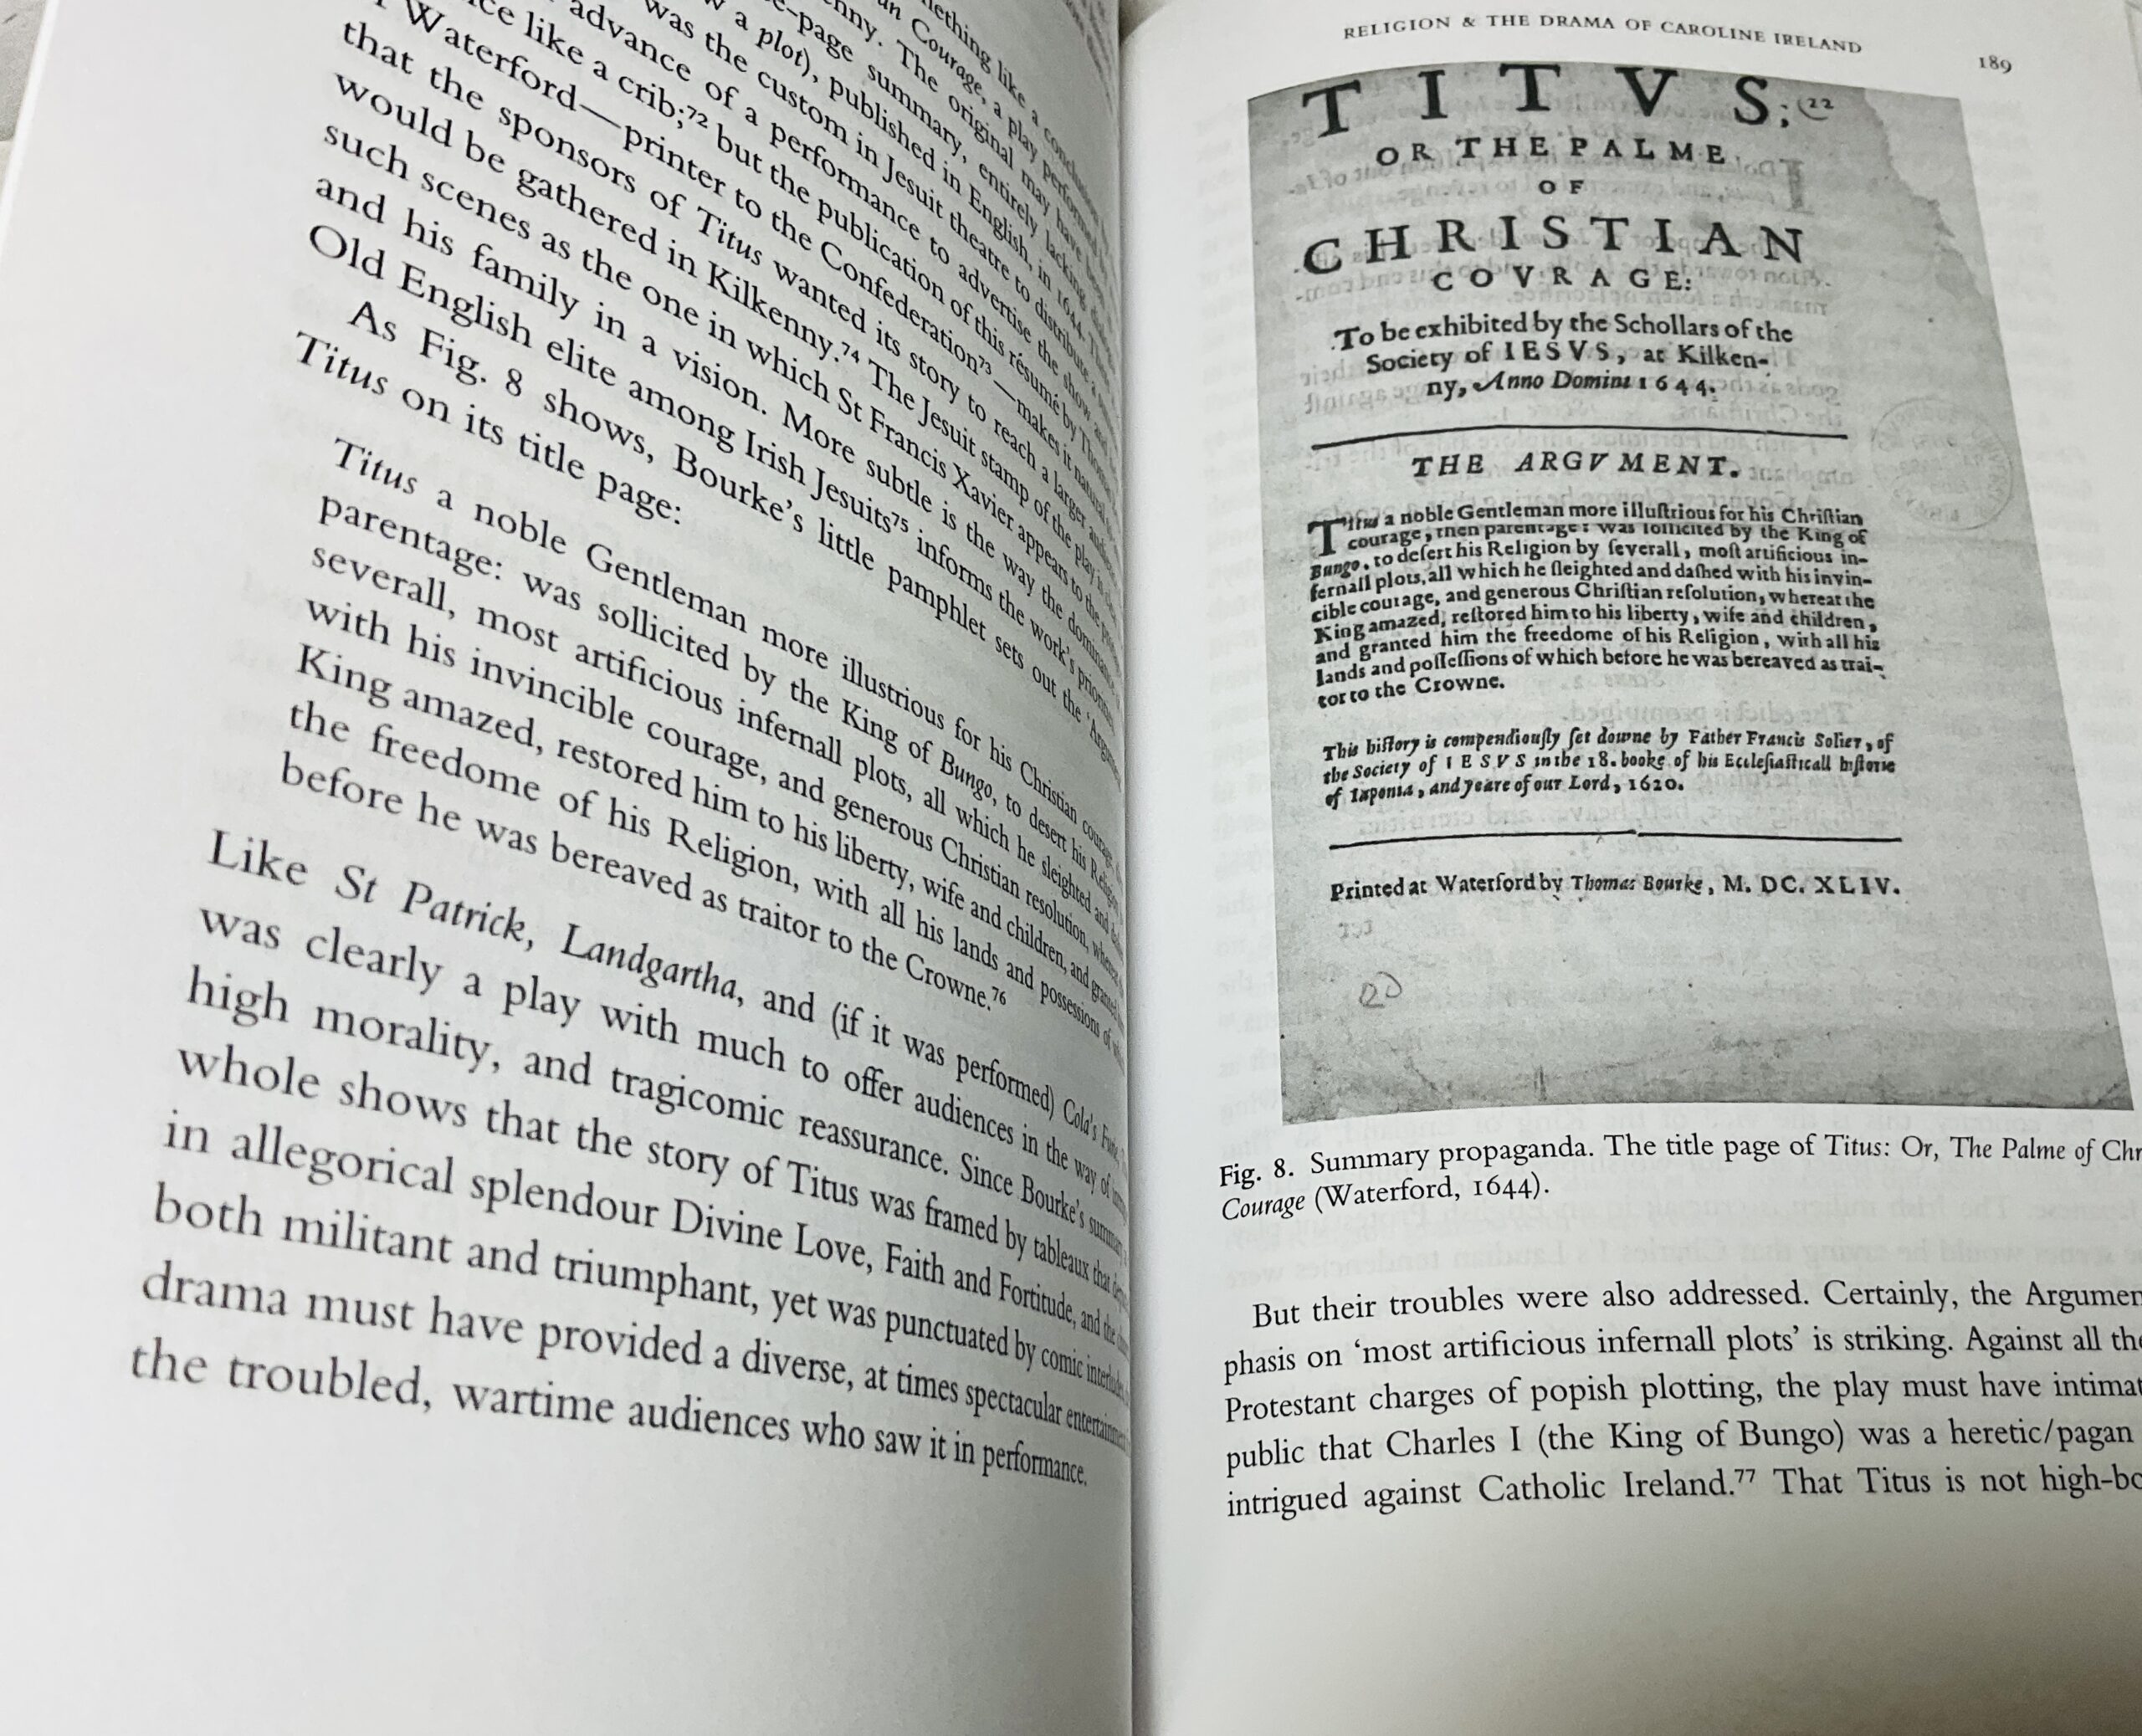 nething like a conclusion
an Courage, a play performed
enny. The original may have been
e-page summary, entirely lacking
w a plot), published in English, in 1644.
was the custom in Jesuit theatre to distribute a
advance of a performance to advertise the show
ce like a crib;⁷² but the publication of this résumé by Thomas
Waterford—printer to the Confederation⁷³—makes it natural
that the sponsors of Titus wanted its story to reach a larger
would be gathered in Kilkenny.⁷⁴ The Jesuit stamp of the play is
such scenes as the one in which St Francis Xavier appears to the
and his family in a vision. More subtle is the way the dominance
Old English elite among Irish Jesuits⁷⁵ informs the work's priorities.
As Fig. 8 shows, Bourke's little pamphlet sets out the 'Argument
Titus on its title page:
Titus a noble Gentleman more illustrious for his Christian courage
parentage: was sollicited by the King of Bungo, to desert his Religion
severall, most artificious infernall plots, all which he sleighted and
with his invincible courage, and generous Christian resolution,
King amazed, restored him to his liberty, wife and children, and granted
the freedome of his Religion, with all his lands and possessions of
before he was bereaved as traitor to the Crowne.⁷⁶
Like St Patrick, Landgartha, and (if it was performed) Cola's
was clearly a play with much to offer audiences in the way of
high morality, and tragicomic reassurance. Since Bourke's summary
whole shows that the story of Titus was framed by tableaux that
in allegorical splendour Divine Love, Faith and Fortitude, and the
both militant and triumphant, yet was punctuated by comic
drama must have provided a diverse, at times spectacular
the troubled, wartime audiences who saw it in performance.
RELIGION & THE DRAMA OF CAROLINE IRELAND
189
TITVS; (22
OR THE PALME
OF
CHRISTIAN
COVRAGE:
To be exhibited by the Schollars of the
Society of IESVS, at Kilken-
ny, Anno Domini 1644.
THE ARGVMENT.
Titus a noble Gentleman more illuſtrious for his Chriſtian
courage, then parentage: was ſollicited by the King of
Bungo, to deſert his Religion by ſeverall, moſt artificious in-
fernall plots, all which he ſleighted and daſhed with his invin-
cible courage, and generous Chriſtian reſolution, whereat the
King amazed, reſtored him to his liberty, wife and children,
and granted him the freedome of his Religion, with all his
lands and poſſeſſions of which before he was bereaved as trai-
tor to the Crowne.
This hiſtory is compendiouſly ſet downe by Father Francis Solier, of
the Society of IESVS in the 18. booke of his Eccleſiaſticall hiſtorie
of Iaponia, and yeare of our Lord, 1620.
Printed at Waterford by Thomas Bourke, M. DC. XLIV.
20
Fig. 8. Summary propaganda. The title page of Titus: Or, The Palme of Chr
Courage (Waterford, 1644).
But their troubles were also addressed. Certainly, the Argumen
phasis on 'most artificious infernall plots' is striking. Against all the
Protestant charges of popish plotting, the play must have intimat
public that Charles I (the King of Bungo) was a heretic/pagan
intrigued against Catholic Ireland.⁷⁷ That Titus is not high-bo